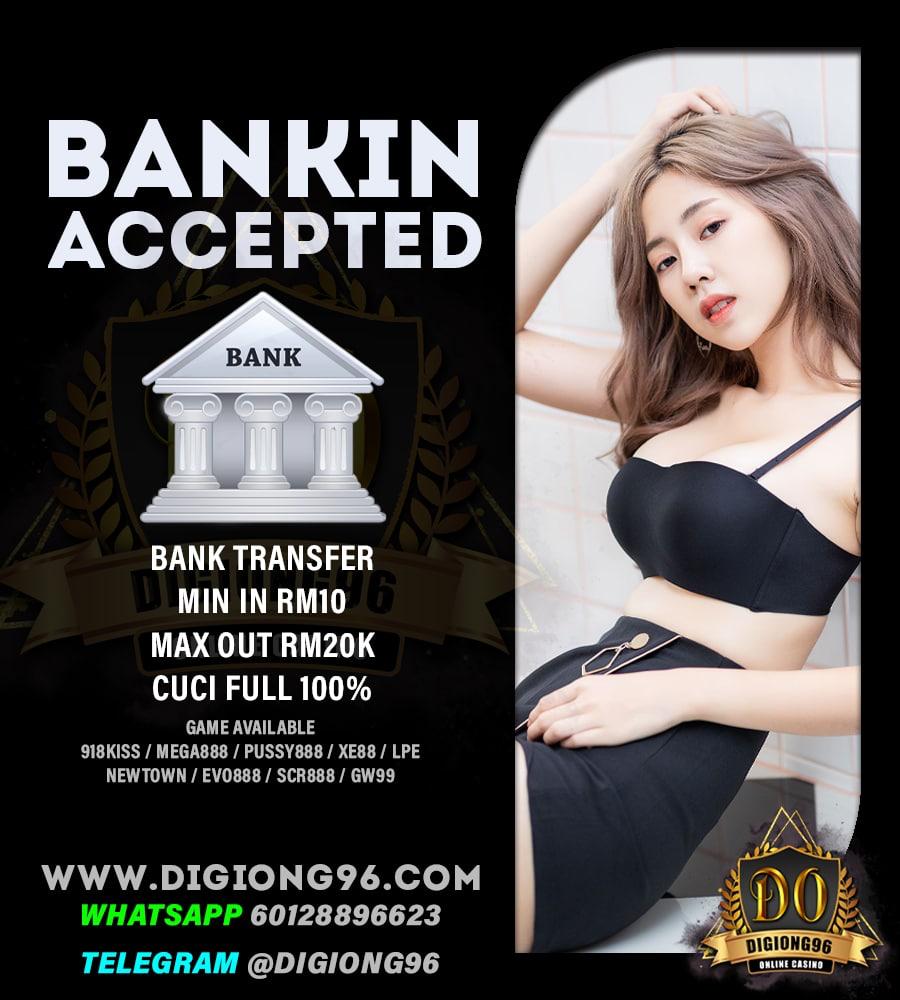 BANKIN
ACCEPTED
BANK
BANK TRANSFER
MIN IN RM10
MAX OUT RM20K
CUCI FULL 100%
GAME AVAILABLE
918KISS / MEGA888 / PUSSY888 / XE88 / LPE
NEWTOWN / EVO888 / SCR888 / GW99
WWW.DIGIONG96.COM
WHATSAPP 60128896623
TELEGRAM @DIGIONG96
DO
DIGIONG96
ONLINE CASINO
DIGIONG96